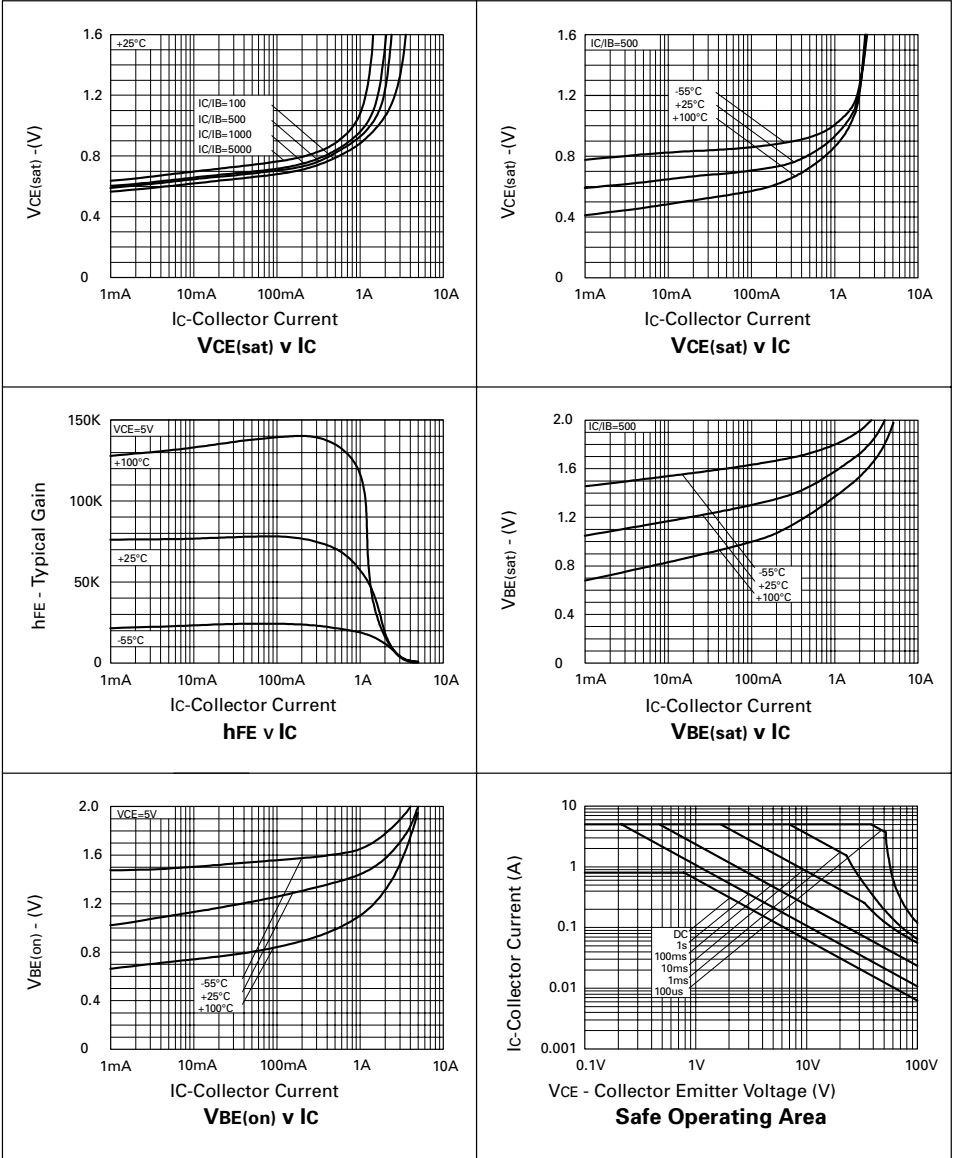 1.6
+25°C
1.2
IC/IB=100
IC/IB=500
IC/IB=1000
IC/IB=5000
0.8
0.4
0
VCE(sat) -(V)
1mA 10mA 100mA 1A 10A
IC-Collector Current
VCE(sat) v IC
1.6
IC/IB=500
1.2
-55°C
+25°C
+100°C
0.8
0.4
0
VCE(sat) -(V)
1mA 10mA 100mA 1A 10A
IC-Collector Current
VCE(sat) v IC
150K
VCE=5V
+100°C
100K
+25°C
50K
-55°C
0
hFE - Typical Gain
1mA 10mA 100mA 1A 10A
IC-Collector Current
hFE v IC
2.0
IC/IB=500
1.6
1.2
0.8
-55°C
+25°C
+100°C
0.4
0
VBE(sat) - (V)
1mA 10mA 100mA 1A 10A
IC-Collector Current
VBE(sat) v IC
2.0
VCE=5V
1.6
1.2
0.8
-55°C
+25°C
+100°C
0.4
0
VBE(on) - (V)
1mA 10mA 100mA 1A 10A
IC-Collector Current
VBE(on) v IC
10
1
0.1
DC
1s
100ms
10ms
1ms
100us
0.01
0.001
IC-Collector Current (A)
0.1V 1V 10V 100V
VCE - Collector Emitter Voltage (V)
Safe Operating Area